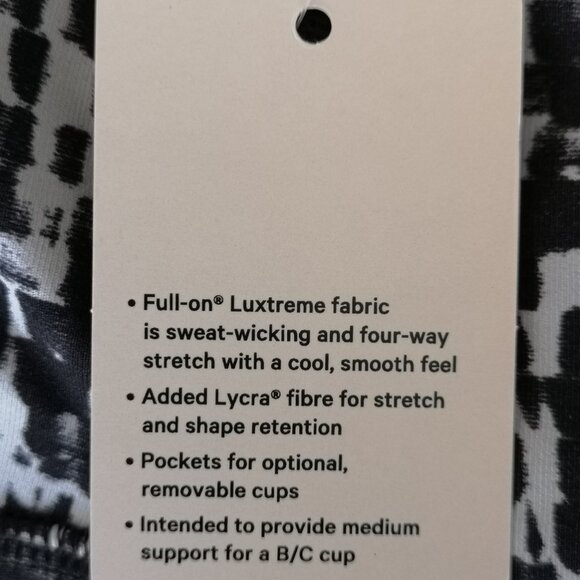 • Full-on® Luxtreme fabric
is sweat-wicking and four-way
stretch with a cool, smooth feel
• Added Lycra® fibre for stretch
and shape retention
• Pockets for optional,
removable cups
• Intended to provide medium
support for a B/C cup